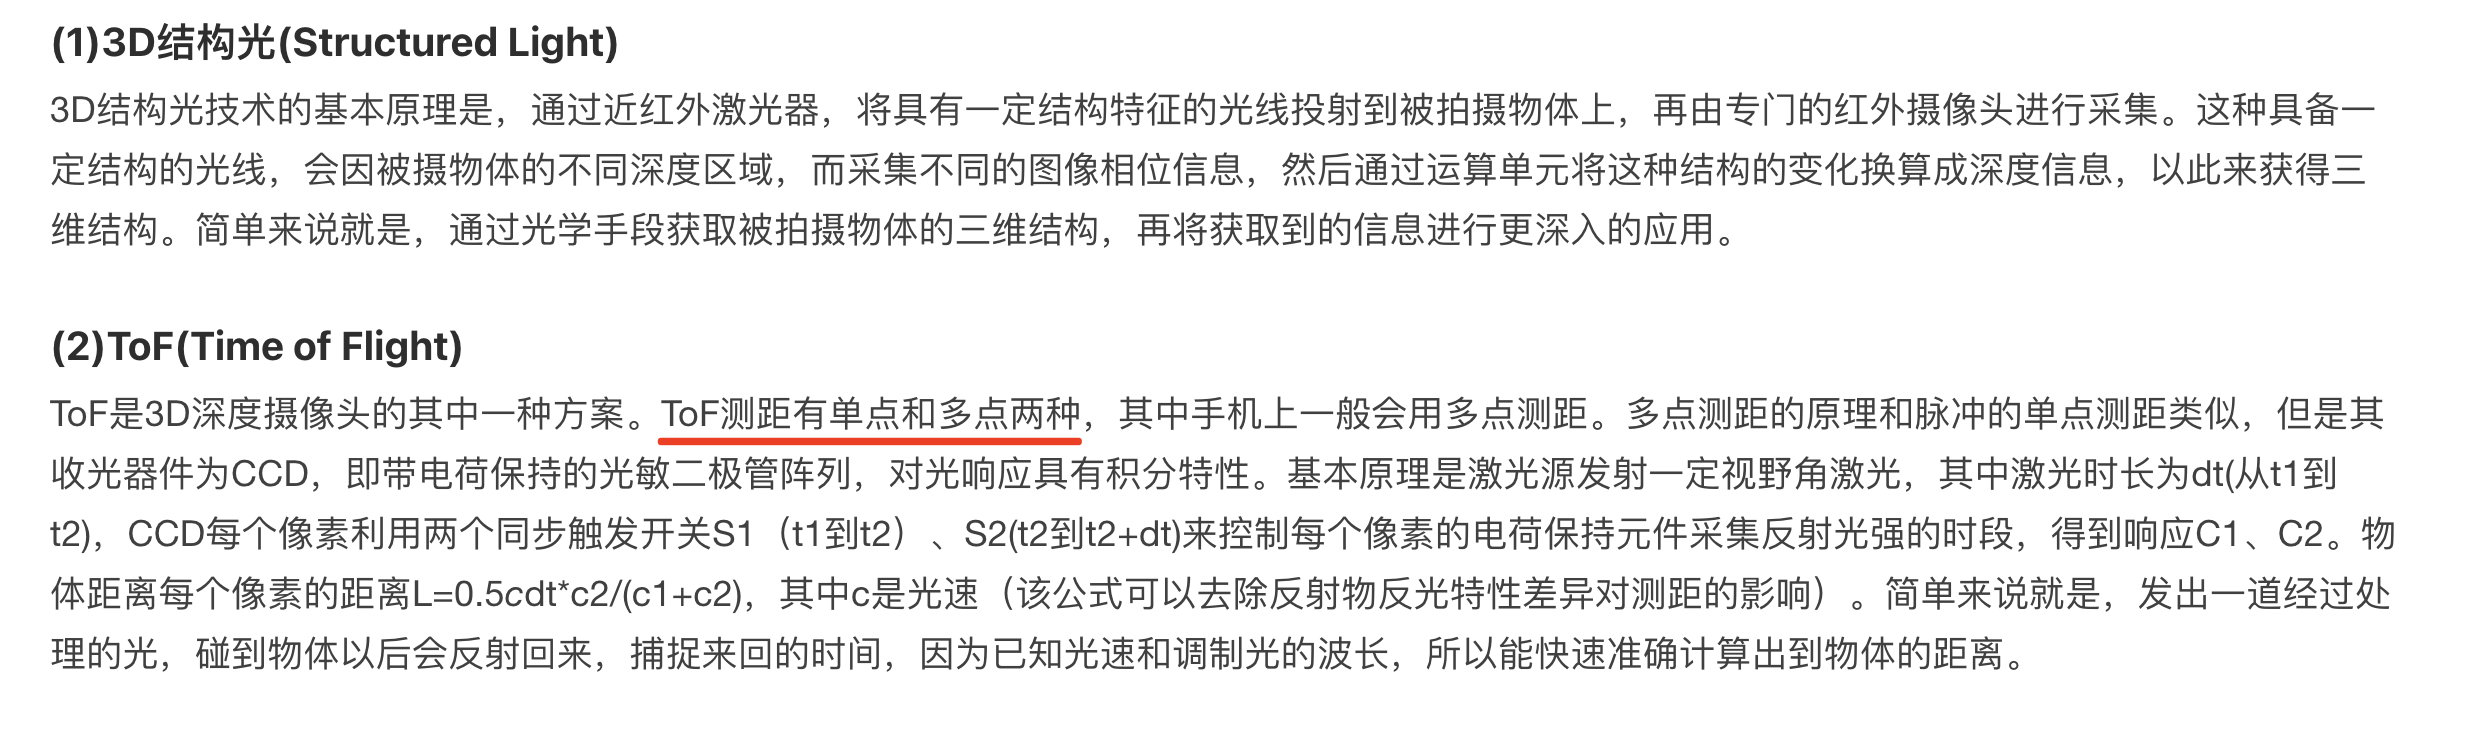 (1)3D结构光(Structured Light)
3D结构光技术的基本原理是，通过近红外激光器，将具有一定结构特征的光线投射到被拍摄物体上，再由专门的红外摄像头进行采集。这种具备一
定结构的光线，会因被摄物体的不同深度区域，而采集不同的图像相位信息，然后通过运算单元将这种结构的变化换算成深度信息，以此来获得三
维结构。简单来说就是，通过光学手段获取被拍摄物体的三维结构，再将获取到的信息进行更深入的应用。
(2)ToF(Time of Flight)
ToF是3D深度摄像头的其中一种方案。ToF测距有单点和多点两种，其中手机上一般会用多点测距。多点测距的原理和脉冲的单点测距类似，但是其
收光器件为CCD，即带电荷保持的光敏二极管阵列，对光响应具有积分特性。基本原理是激光源发射一定视野角激光，其中激光时长为dt(从t1到
t2)，CCD每个像素利用两个同步触发开关S1（t1到t2）、S2(t2到t2+dt)来控制每个像素的电荷保持元件采集反射光强的时段，得到响应C1、C2。物
体距离每个像素的距离L=0.5cdt*c2/(c1+c2)，其中c是光速（该公式可以去除反射物反光特性差异对测距的影响）。简单来说就是，发出一道经过处
理的光，碰到物体以后会反射回来，捕捉来回的时间，因为已知光速和调制光的波长，所以能快速准确计算出到物体的距离。